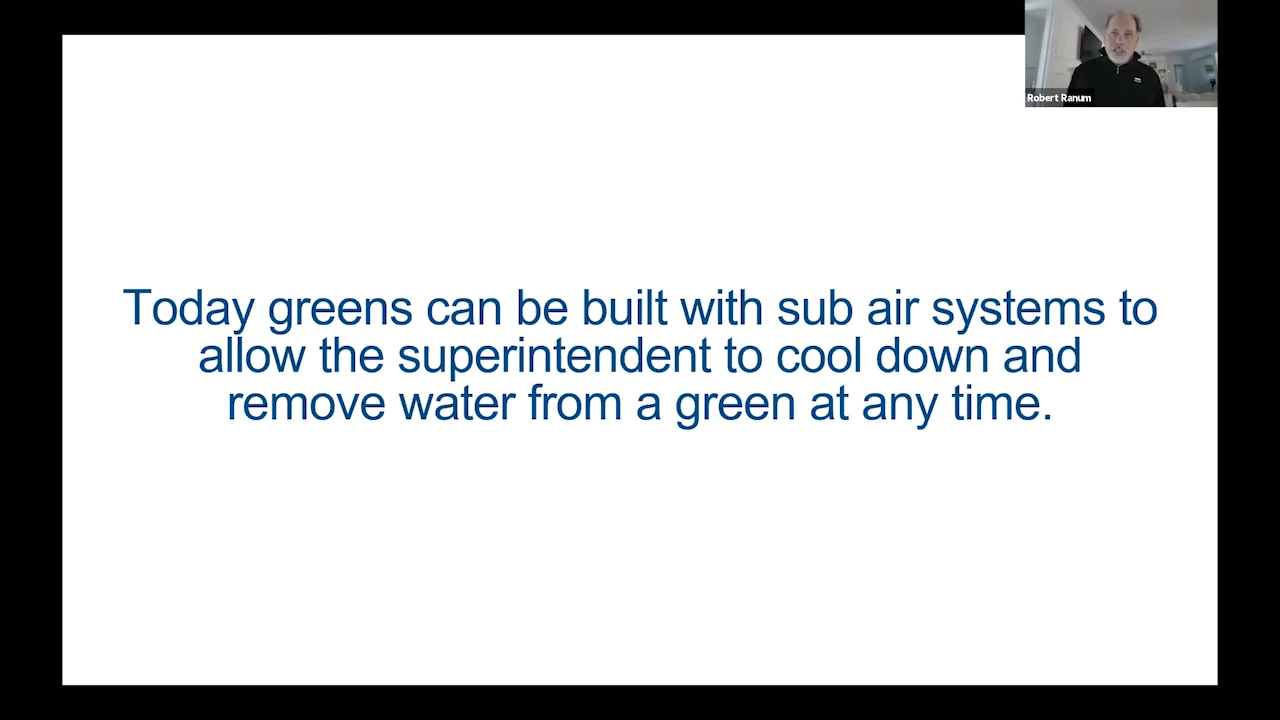 Robert Ranum
Today greens can be built with sub air systems to
allow the superintendent to cool down and
remove water from a green at any time.